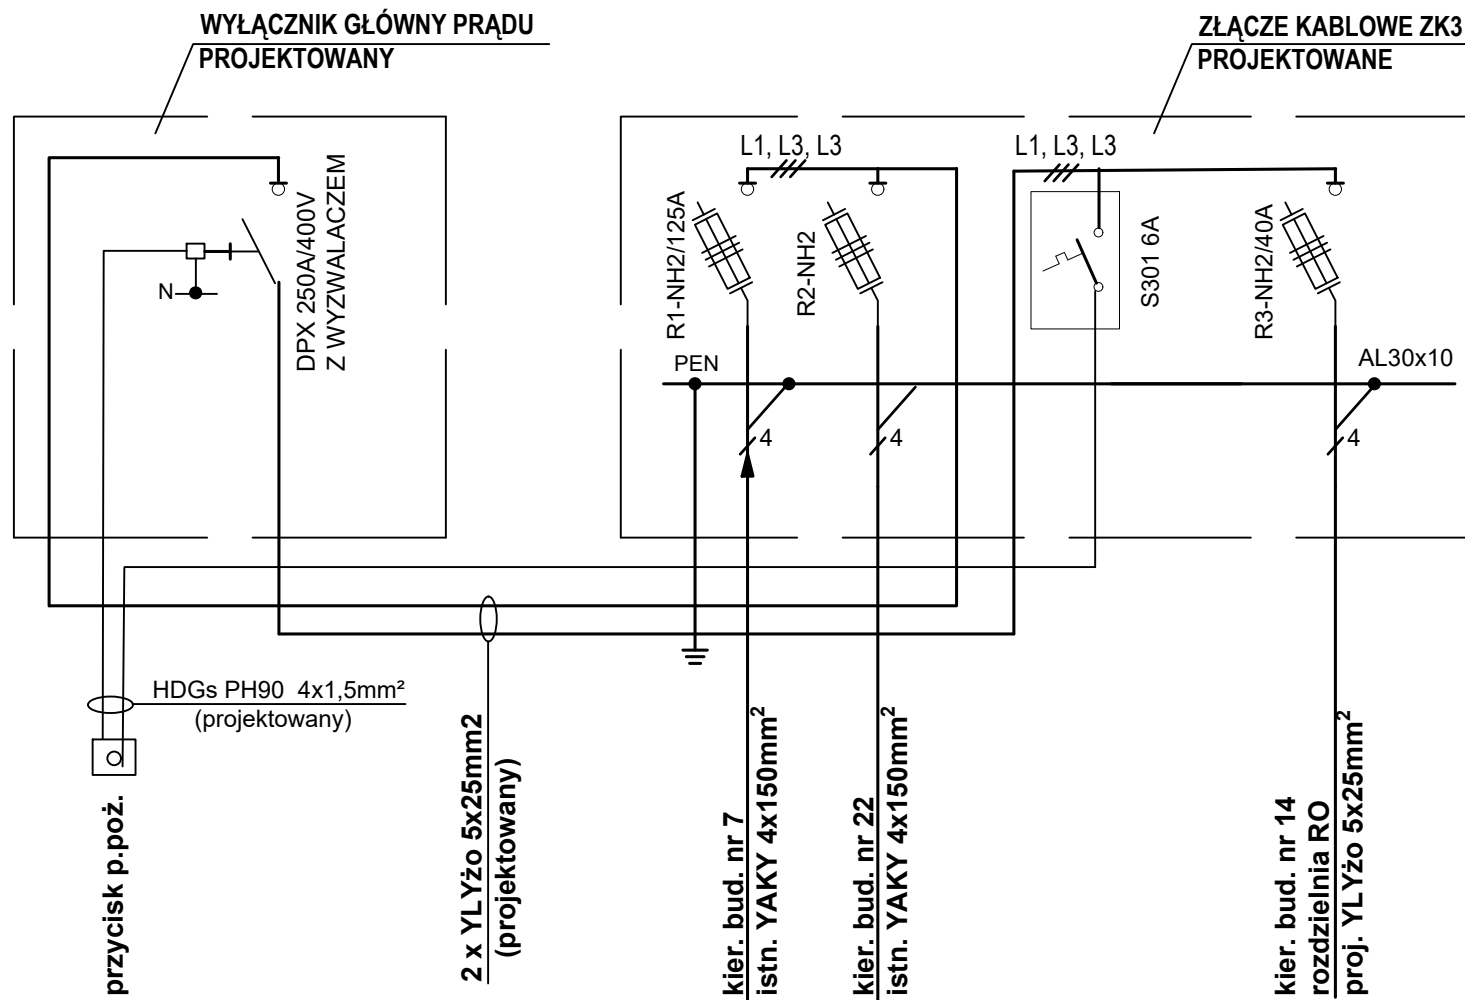 WYŁĄCZNIK GŁÓWNY PRĄDU
PROJEKTOWANY
ZŁĄCZE KABLOWE ZK3
PROJEKTOWANE
L1, L3, L3
L1, L3, L3
DPX 250A/400V
Z WYZWALACZEM
N
R1-NH2/125A
R2-NH2
S301 6A
R3-NH2/40A
PEN
AL30x10
4
4
4
HDGs PH90 4x1,5mm²
(projektowany)
przycisk p.poż.
2 x YLYżo 5x25mm2
(projektowany)
kier. bud. nr 7
istn. YAKY 4x150mm²
kier. bud. nr 22
istn. YAKY 4x150mm²
kier. bud. nr 14
rozdzielnia RO
proj. YLYżo 5x25mm²